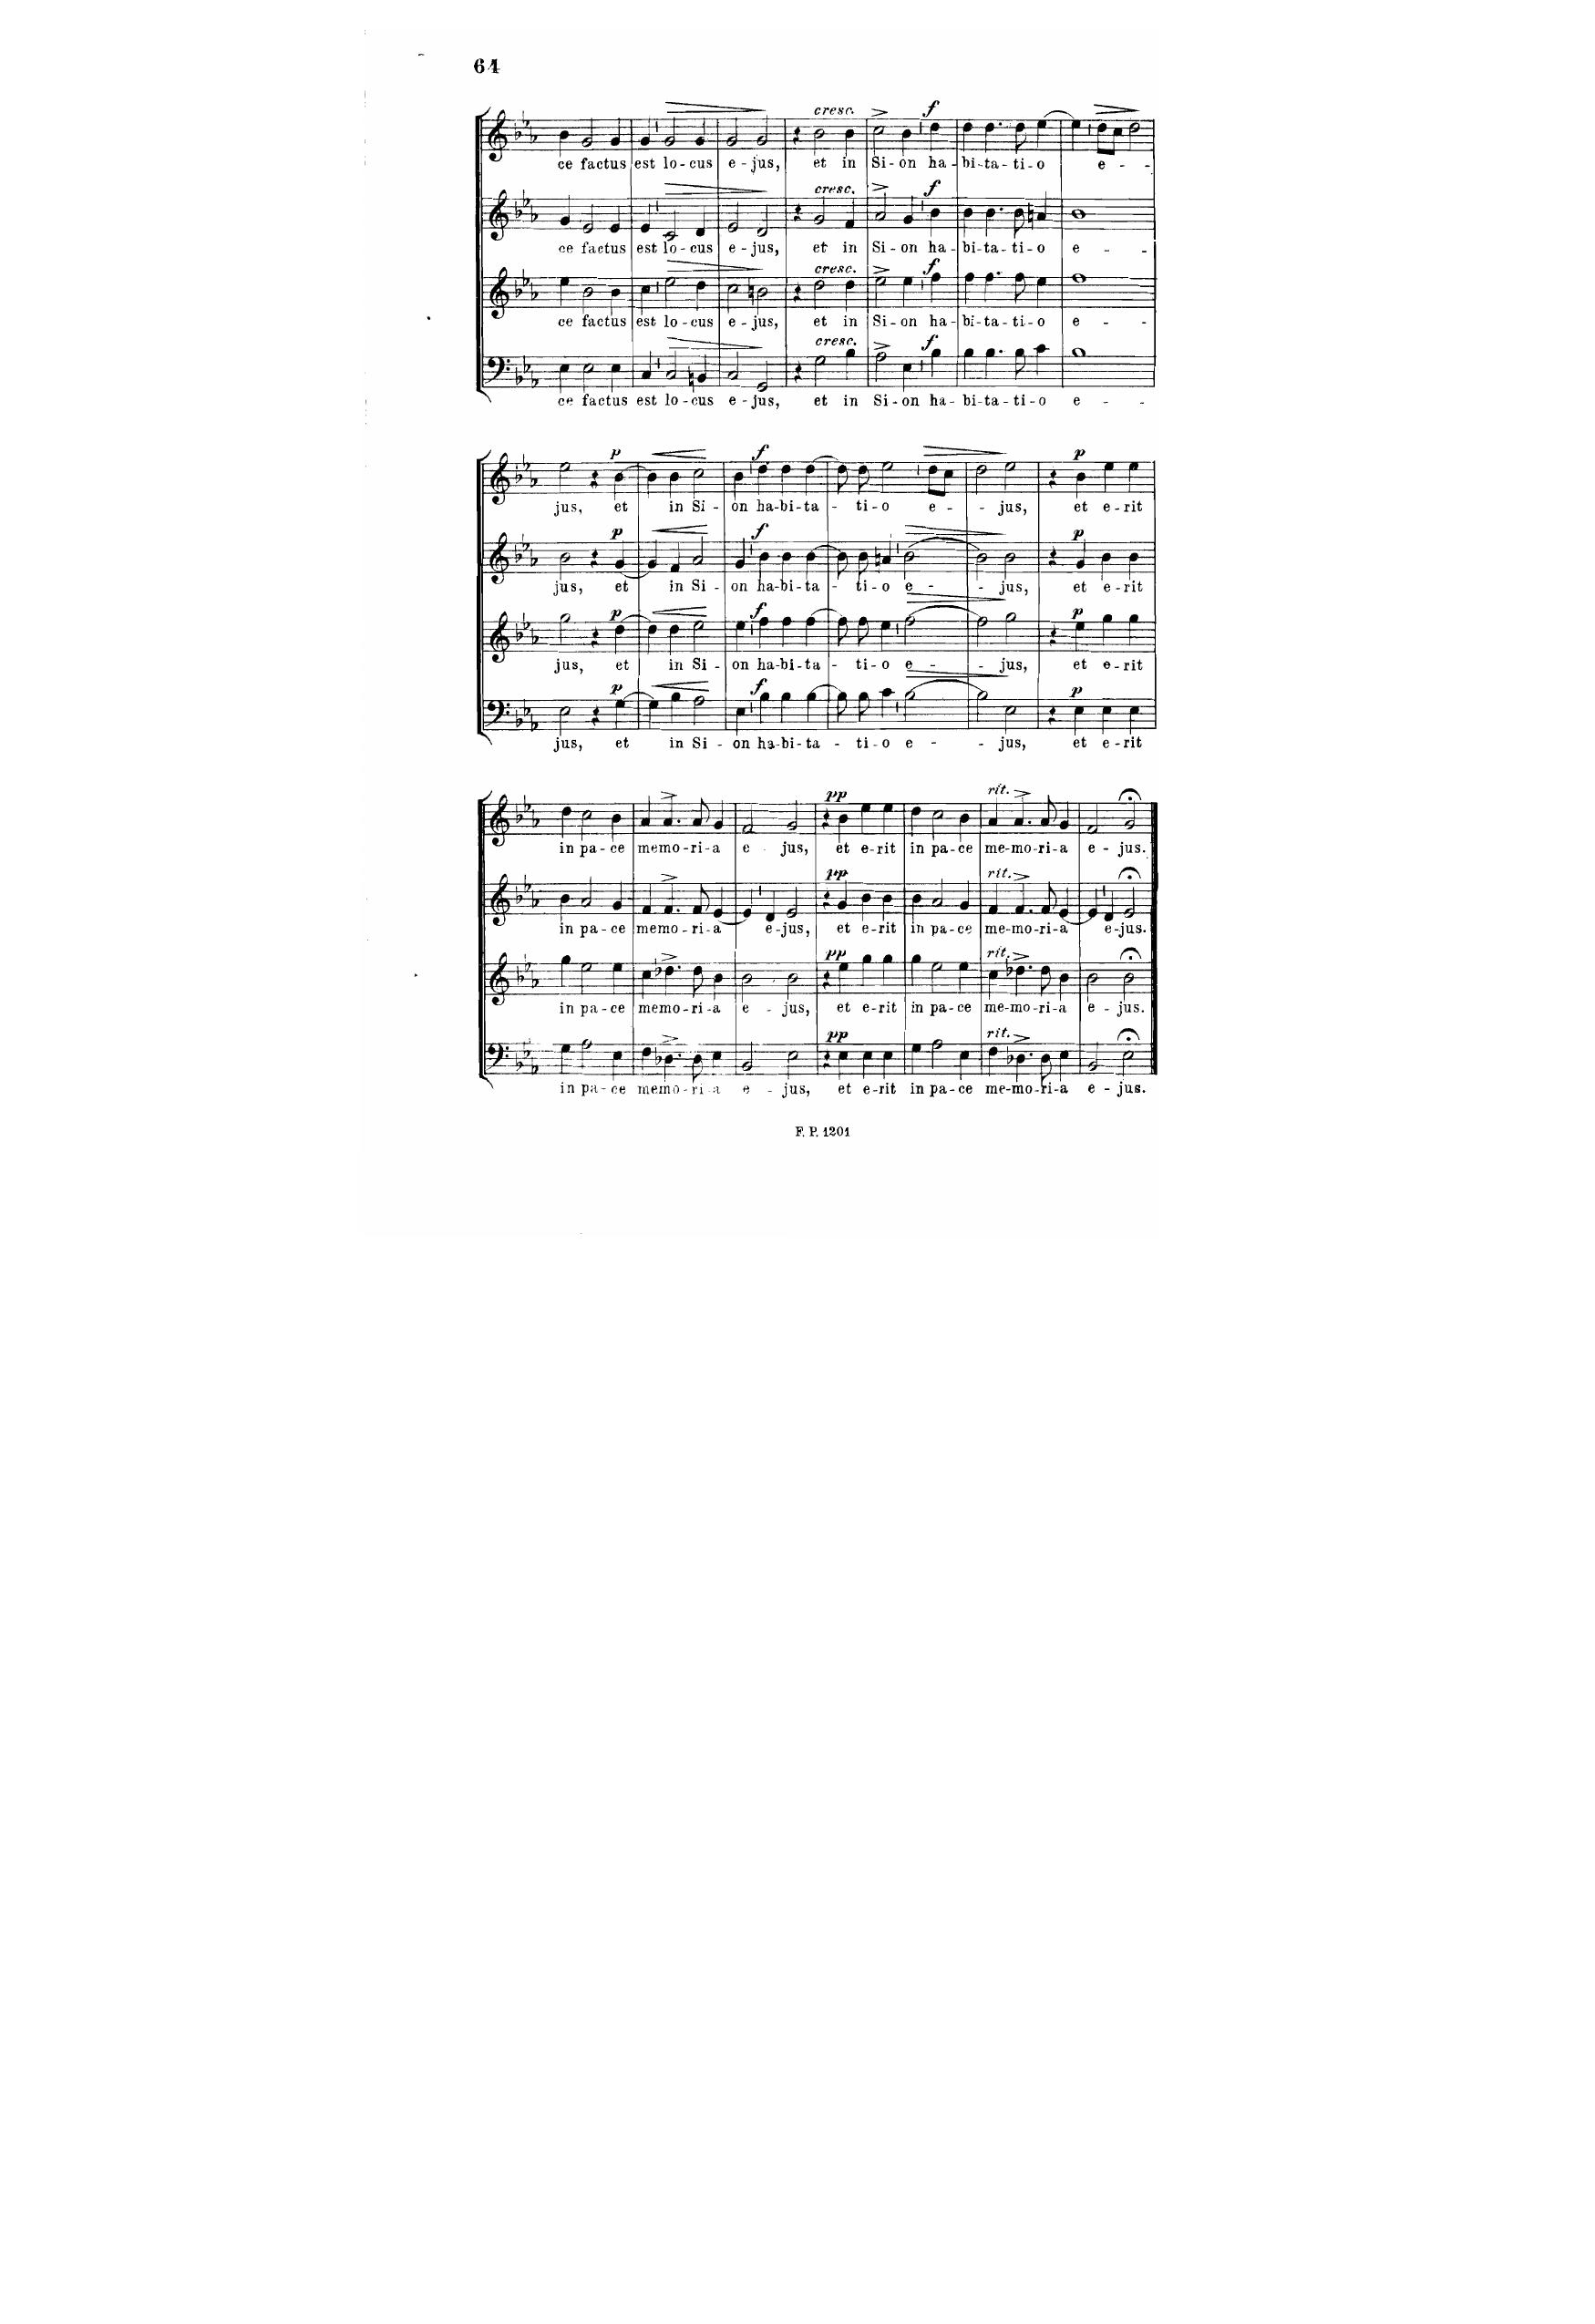 64
cresc. f
ce factus est lo - cus e - jus, et in Si - on ha - bi - ta - ti - o e - -
cresc. f
ce factus est lo - cus e - jus, et in Si - on ha - bi - ta - ti - o e - -
cresc. f
ce factus est lo - cus e - jus, et in Si - on ha - bi - ta - ti - o e - -
cresc. f
ce factus est lo - cus e - jus, et in Si - on ha - bi - ta - ti - o e - -
p f p
jus, et in Si - on ha - bi - ta - ti - o e - - jus, et e - rit
p f p
jus, et in Si - on ha - bi - ta - ti - o e - - jus, et e - rit
p f p
jus, et in Si - on ha - bi - ta - ti - o e - - jus, et e - rit
p f p
jus, et in Si - on ha - bi - ta - ti - o e - - jus, et e - rit
pp rit.
in pa - ce memo - ri - a e - jus, et e - rit in pa - ce me - mo - ri - a e - jus.
pp rit.
in pa - ce memo - ri - a e - jus, et e - rit in pa - ce me - mo - ri - a e - jus.
pp rit.
in pa - ce memo - ri - a e - jus, et e - rit in pa - ce me - mo - ri - a e - jus.
pp rit.
in pa - ce memo - ri - a e - jus, et e - rit in pa - ce me - mo - ri - a e - jus.
F. P. 1201